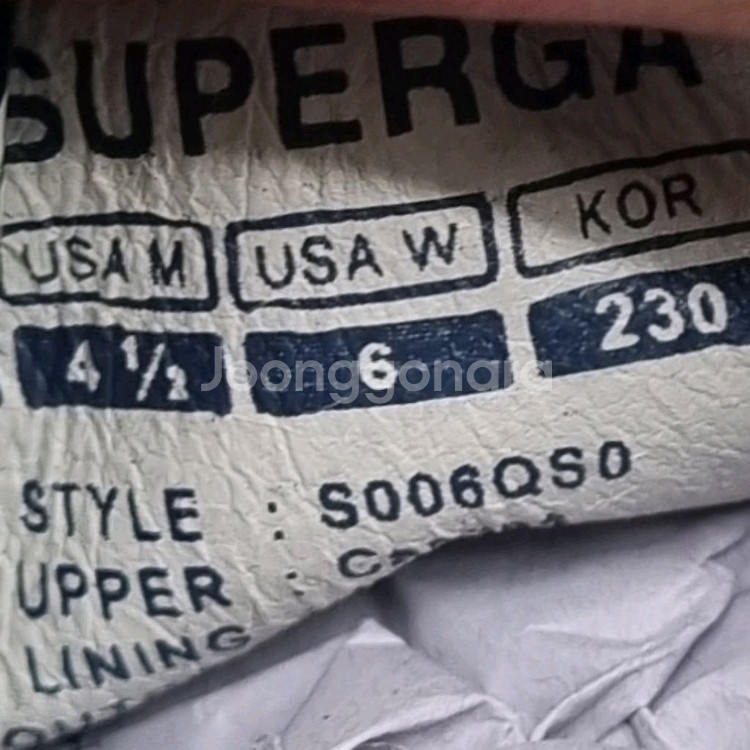 SUPERGA
USA M USA W KOR
4 ½ 6 230
Joonggonara
STYLE : S006QS0
UPPER :
LINING